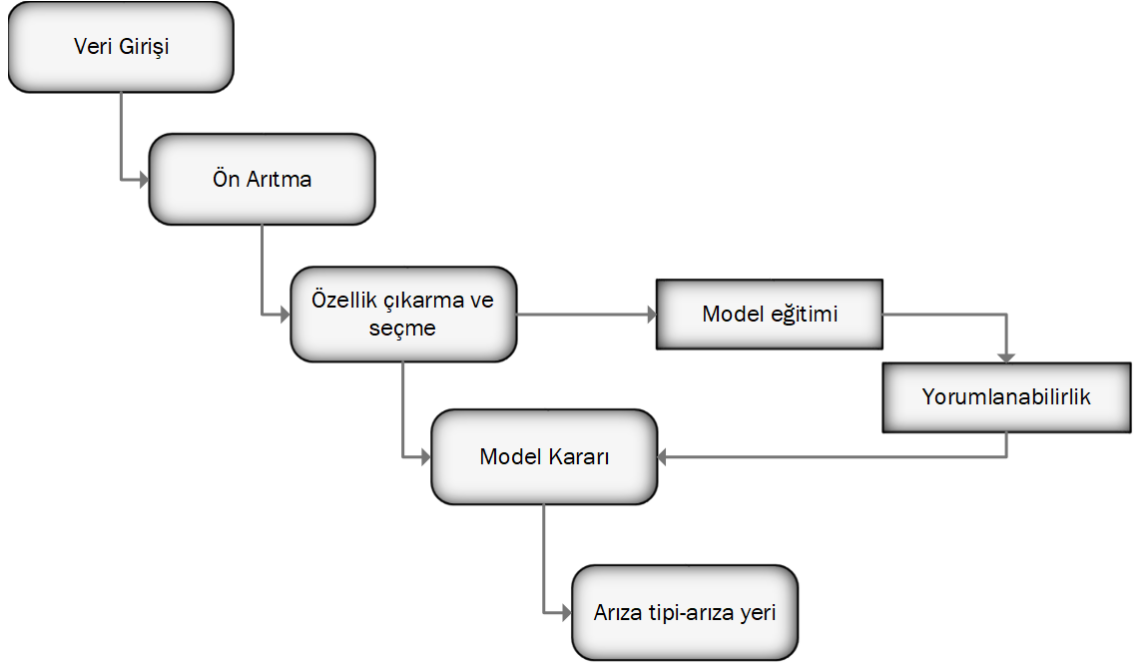 Veri Girişi
Ön Arıtma
Özellik çıkarma ve
seçme
Model eğitimi
Yorumlanabilirlik
Model Kararı
Arıza tipi-arıza yeri